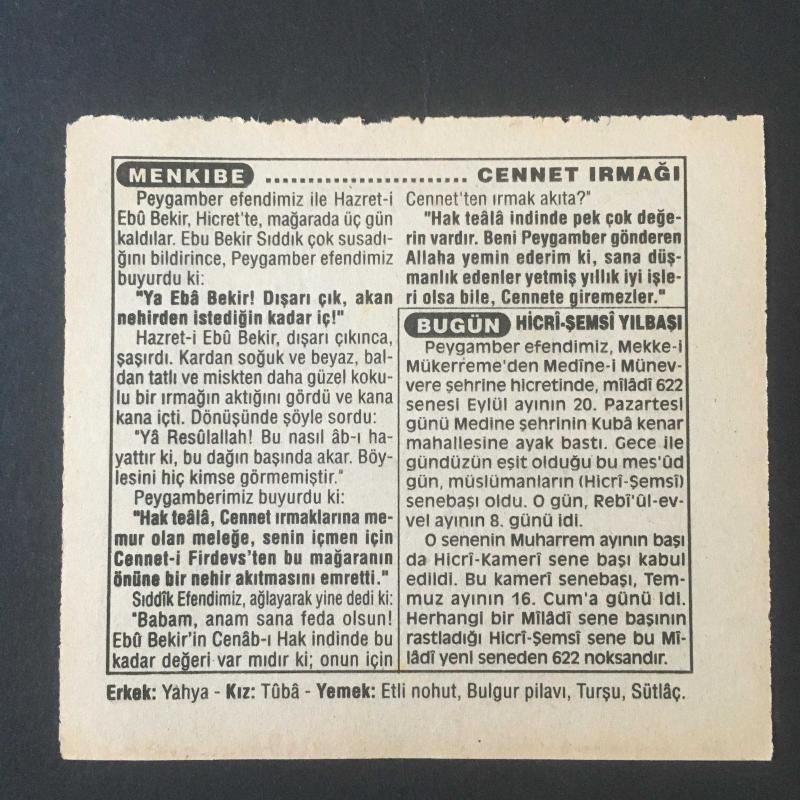 MENKIBE .......................... CENNET IRMAĞI
Peygamber efendimiz ile Hazret-i
Ebû Bekir, Hicret'te, mağarada üç gün
kaldılar. Ebu Bekir Sıddık çok susadı-
ğını bildirince, Peygamber efendimiz
buyurdu ki:
"Ya Ebâ Bekir! Dışarı çık, akan
nehirden istediğin kadar iç!"
Hazret-i Ebû Bekir, dışarı çıkınca,
şaşırdı. Kardan soğuk ve beyaz, bal-
dan tatlı ve miskten daha güzel koku-
lu bir ırmağın aktığını gördü ve kana
kana içti. Dönüşünde şöyle sordu:
"Yâ Resûlallah! Bu nasıl âb-ı ha-
yattır ki, bu dağın başında akar. Böy-
lesini hiç kimse görmemiştir."
Peygamberimiz buyurdu ki:
"Hak teâlâ, Cennet ırmaklarına me-
mur olan meleğe, senin içmen için
Cennet-i Firdevs'ten bu mağaranın
önüne bir nehir akıtmasını emretti."
Sıddîk Efendimiz, ağlayarak yine dedi ki:
"Babam, anam sana feda olsun!
Ebû Bekir'in Cenâb-ı Hak indinde bu
kadar değeri var mıdır ki; onun için
Cennet'ten ırmak akıta?"
"Hak teâlâ indinde pek çok değe-
rin vardır. Beni Peygamber gönderen
Allaha yemin ederim ki, sana düş-
manlık edenler yetmiş yıllık iyi işle-
ri olsa bile, Cennete giremezler."
BUGÜN HİCRÎ-ŞEMSÎ YILBAŞI
Peygamber efendimiz, Mekke-i
Mükerreme'den Medîne-i Münev-
vere şehrine hicretinde, mîlâdî 622
senesi Eylül ayının 20. Pazartesi
günü Medine şehrinin Kubâ kenar
mahallesine ayak bastı. Gece ile
gündüzün eşit olduğu bu mes'ûd
gün, müslümanların (Hicrî-Şemsî)
senebaşı oldu. O gün, Rebî'ûl-ev-
vel ayının 8. günü idi.
O senenin Muharrem ayının başı
da Hicrî-Kamerî sene başı kabul
edildi. Bu kamerî senebaşı, Tem-
muz ayının 16. Cum'a günü idi.
Herhangi bir Mîlâdî sene başının
rastladığı Hicrî-Şemsî sene bu Mî-
lâdî yeni seneden 622 noksandır.
Erkek: Yahya - Kız: Tûbâ - Yemek: Etli nohut, Bulgur pilavı, Turşu, Sütlâç.